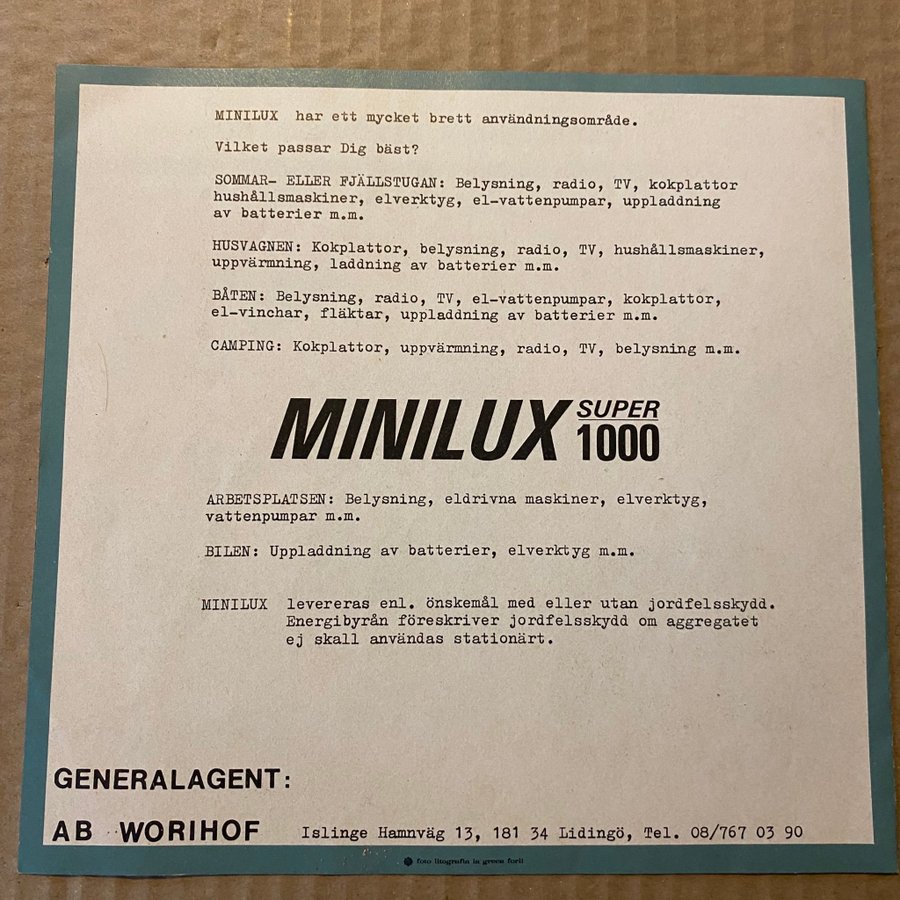 MINILUX har ett mycket brett användningsområde.
Vilket passar Dig bäst?
SOMMAR- ELLER FJÄLLSTUGAN: Belysning, radio, TV, kokplattor
hushållsmaskiner, elverktyg, el-vattenpumpar, uppladdning
av batterier m.m.
HUSVAGNEN: Kokplattor, belysning, radio, TV, hushållsmaskiner,
uppvärmning, laddning av batterier m.m.
BÅTEN: Belysning, radio, TV, el-vattenpumpar, kokplattor,
el-vinchar, fläktar, uppladdning av batterier m.m.
CAMPING: Kokplattor, uppvärmning, radio, TV, belysning m.m.
MINILUX SUPER 1000
ARBETSPLATSEN: Belysning, eldrivna maskiner, elverktyg,
vattenpumpar m.m.
BILEN: Uppladdning av batterier, elverktyg m.m.
MINILUX levereras enl. önskemål med eller utan jordfelsskydd.
Energibyrån föreskriver jordfelsskydd om aggregatet
ej skall användas stationärt.
GENERALAGENT:
AB WORIHOF Islinge Hamnväg 13, 181 34 Lidingö, Tel. 08/767 03 90
foto litografia la greca forlì